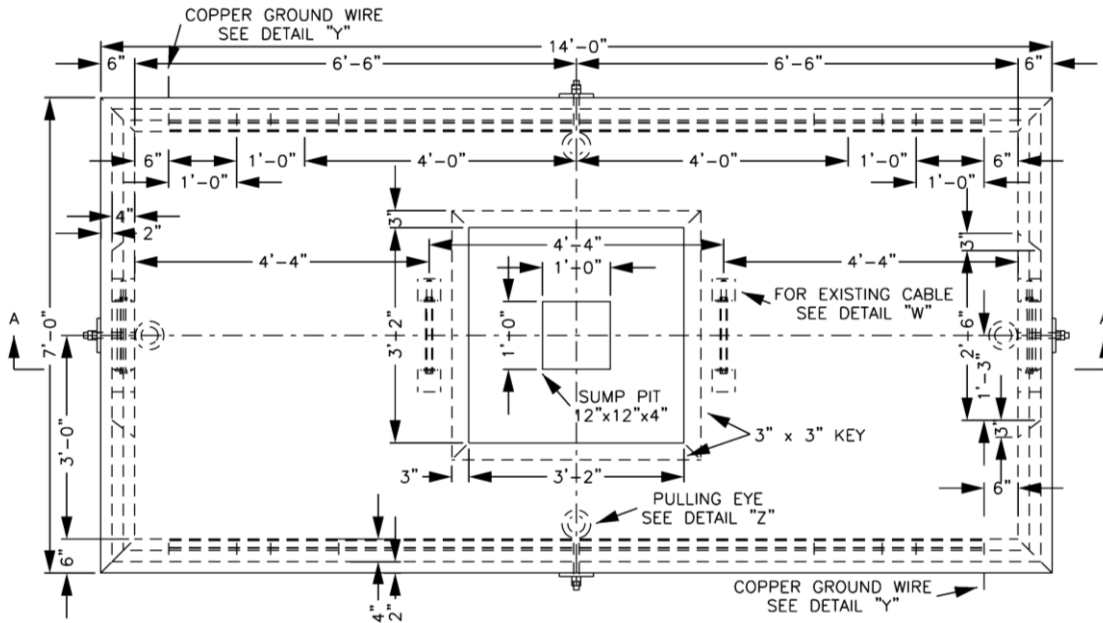 COPPER GROUND WIRE
SEE DETAIL "Y"
14'-0"
6"
6'-6"
6'-6"
6"
6"
1'-0"
4'-0"
4'-0"
1'-0"
6"
1'-0"
1'-0"
4"
2"
3"
3"
4'-4"
4'-4"
4'-4"
1'-0"
FOR EXISTING CABLE
SEE DETAIL "W"
A
7'-0"
3'-2"
1'-0"
2'-6"
1'-3"
SUMP PIT
12"x12"x4"
3'-0"
3"
3" x 3" KEY
3"
3'-2"
6"
PULLING EYE
SEE DETAIL "Z"
6"
4"
2"
COPPER GROUND WIRE
SEE DETAIL "Y"